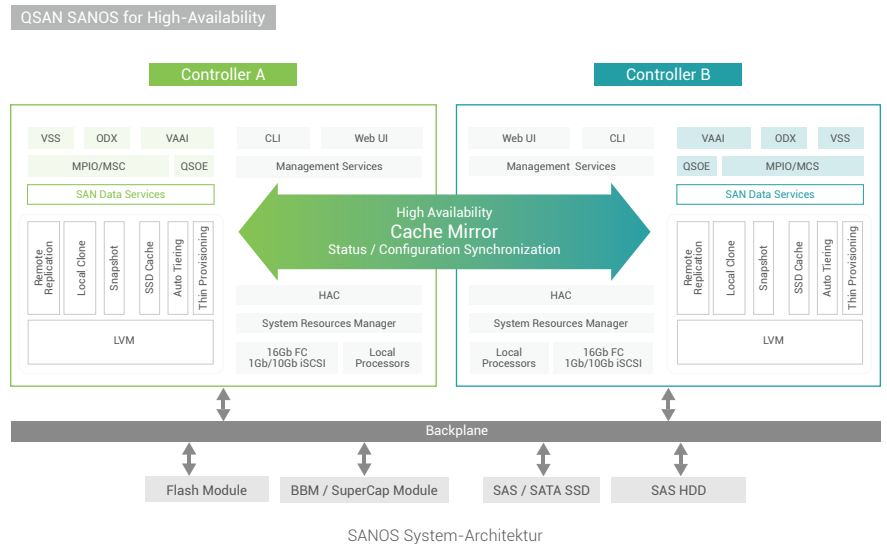 QSAN SANOS for High-Availability
Controller A
Controller B
VSS
ODX
VAAI
MPIO/MSC
QSOE
SAN Data Services
CLI
Web UI
Management Services
Web UI
CLI
Management Services
VAAI
ODX
VSS
QSOE
MPIO/MCS
SAN Data Services
High Availability
Cache Mirror
Status / Configuration Synchronization
Remote
Replication
Local Clone
Snapshot
SSD Cache
Auto Tiering
Thin Provisioning
LVM
HAC
System Resources Manager
16Gb FC
1Gb/10Gb iSCSI
Local
Processors
HAC
System Resources Manager
Local
Processors
16Gb FC
1Gb/10Gb iSCSI
Remote
Replication
Local Clone
Snapshot
SSD Cache
Auto Tiering
Thin Provisioning
LVM
Backplane
Flash Module
BBM / SuperCap Module
SAS / SATA SSD
SAS HDD
SANOS System-Architektur